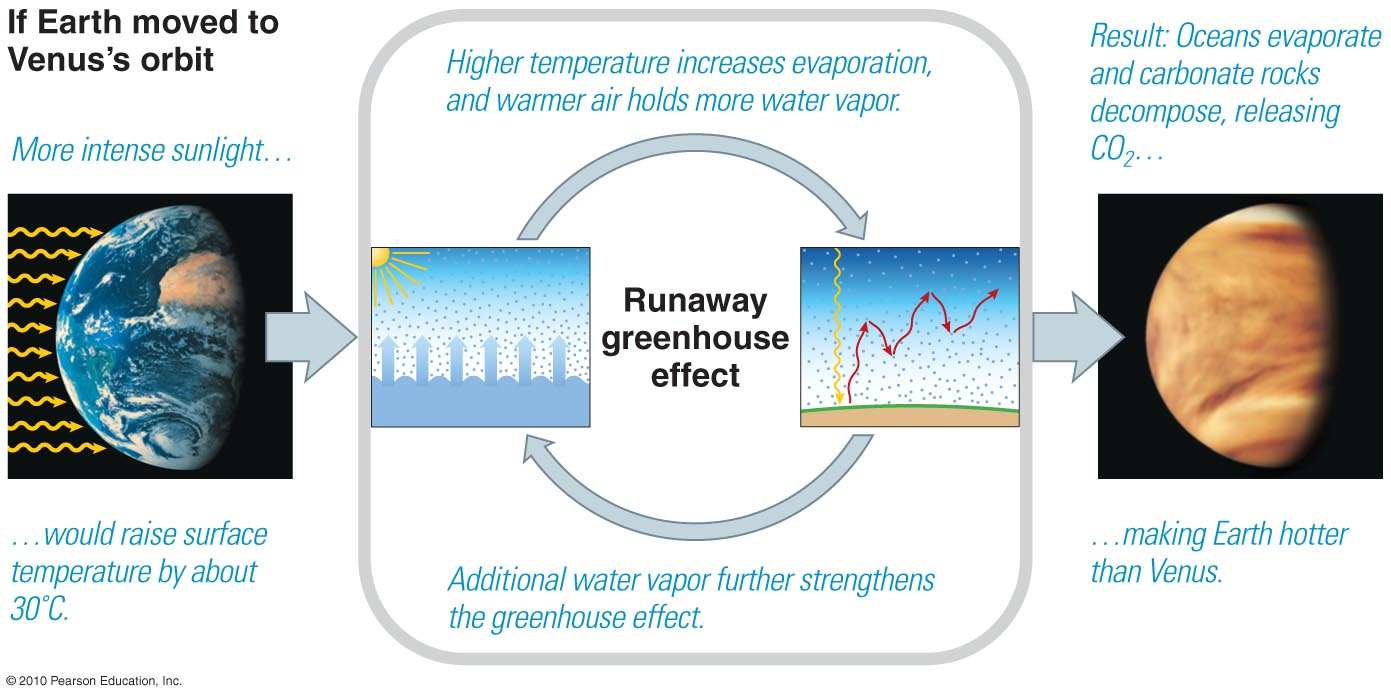 If Earth moved to
Venus's orbit
More intense sunlight…
…would raise surface
temperature by about
30˚C.
Higher temperature increases evaporation,
and warmer air holds more water vapor.
Runaway
greenhouse
effect
Additional water vapor further strengthens
the greenhouse effect.
Result: Oceans evaporate
and carbonate rocks
decompose, releasing
CO₂…
…making Earth hotter
than Venus.
© 2010 Pearson Education, Inc.